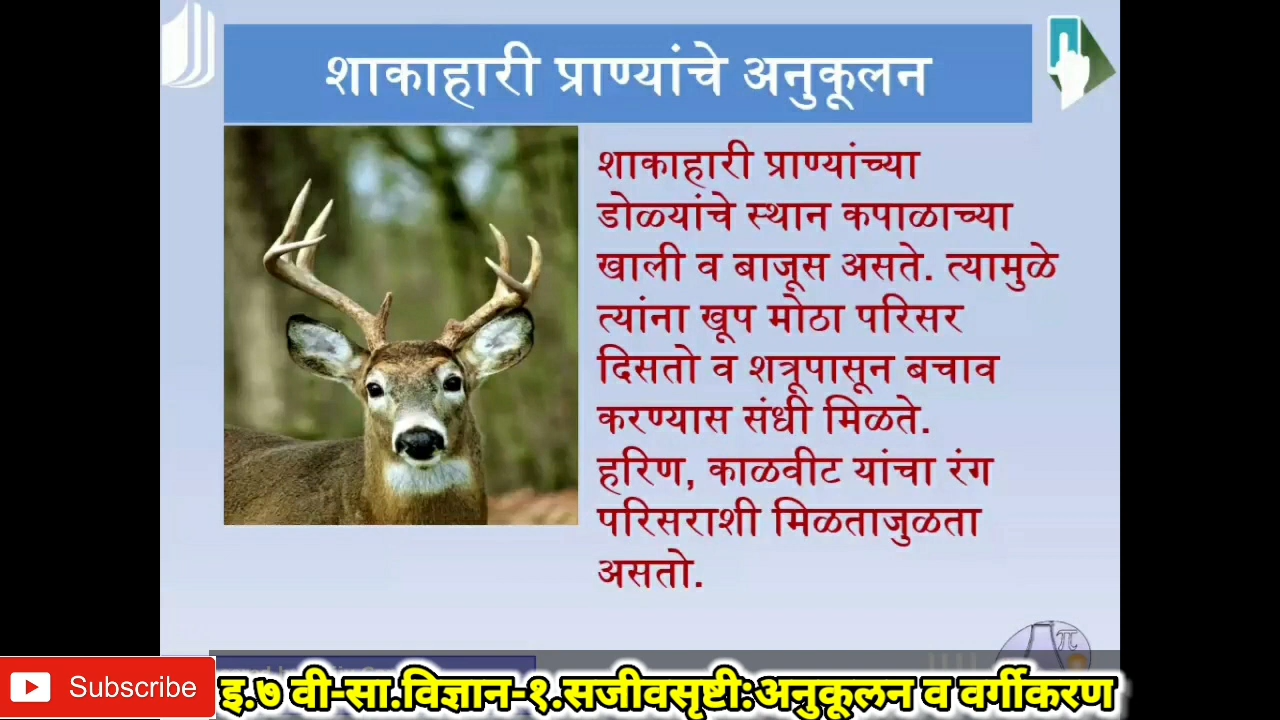 शाकाहारी प्राण्यांचे अनुकूलन
शाकाहारी प्राण्यांच्या
डोळ्यांचे स्थान कपाळाच्या
खाली व बाजूस असते. त्यामुळे
त्यांना खूप मोठा परिसर
दिसतो व शत्रूपासून बचाव
करण्यास संधी मिळते.
हरिण, काळवीट यांचा रंग
परिसराशी मिळताजुळता
असतो.
π
Subscribe
इ.७ वी-सा.विज्ञान-१.सजीवसृष्टी:अनुकूलन व वर्गीकरण